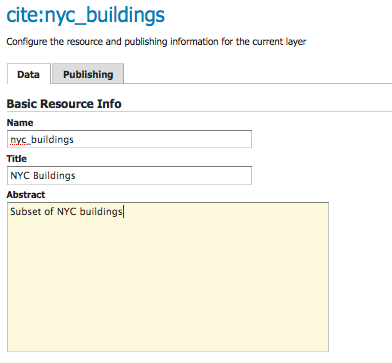 cite:nyc_buildings
Configure the resource and publishing information for the current layer
Data Publishing
Basic Resource Info
Name
nyc_buildings
Title
NYC Buildings
Abstract
Subset of NYC buildings